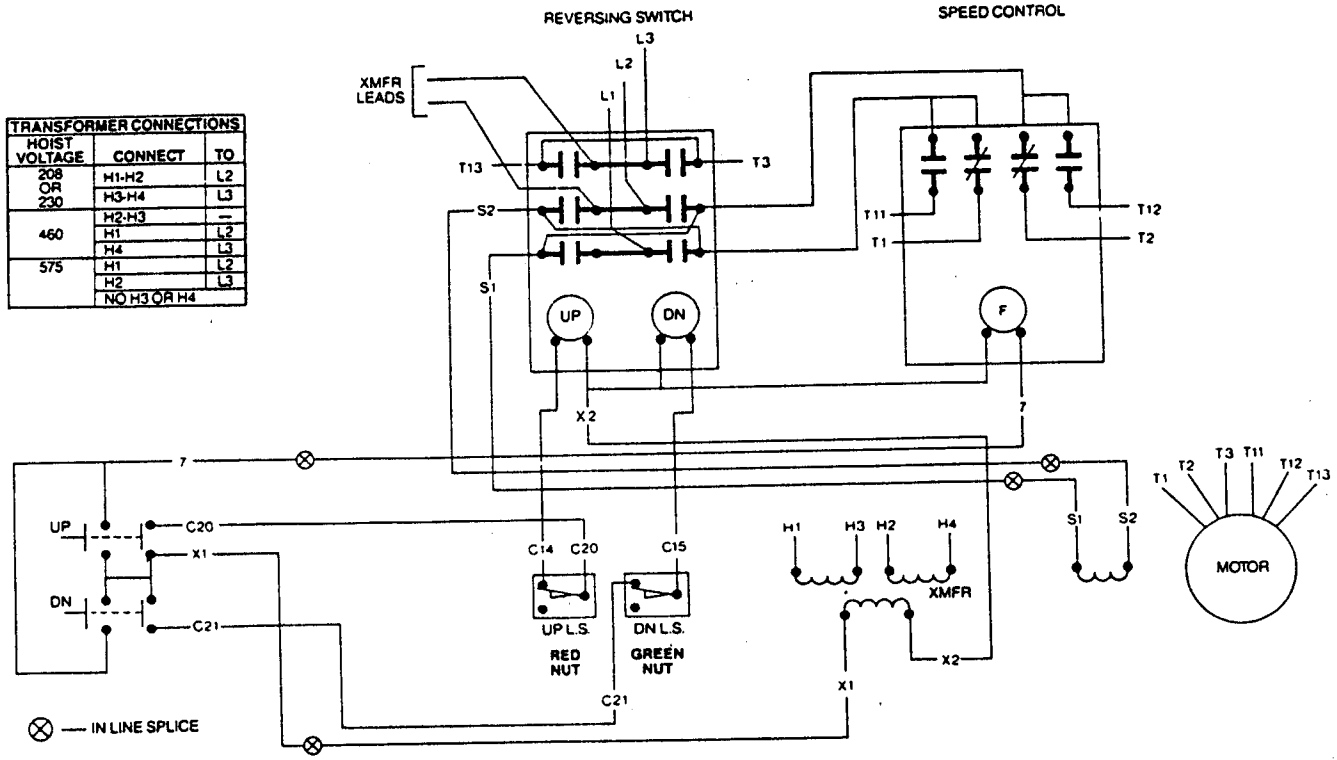 REVERSING SWITCH
SPEED CONTROL
L3
L2
L1
XMFR
LEADS
TRANSFORMER CONNECTIONS
HOIST
VOLTAGE
CONNECT
TO
208
OR
230
H1-H2
L2
H3-H4
L3
H2-H3
—
460
H1
L2
H4
L3
575
H1
L2
H2
L3
NO H3 OR H4
T13
T3
S2
S1
T11
T12
T1
T2
UP
DN
F
X2
7
7
T1
T2
T3
T11
T12
T13
UP
C20
X1
DN
C21
C14
C20
C15
H1
H3
H2
H4
S1
S2
MOTOR
XMFR
UP L.S.
DN L.S.
RED
NUT
GREEN
NUT
X2
X1
C21
— IN LINE SPLICE